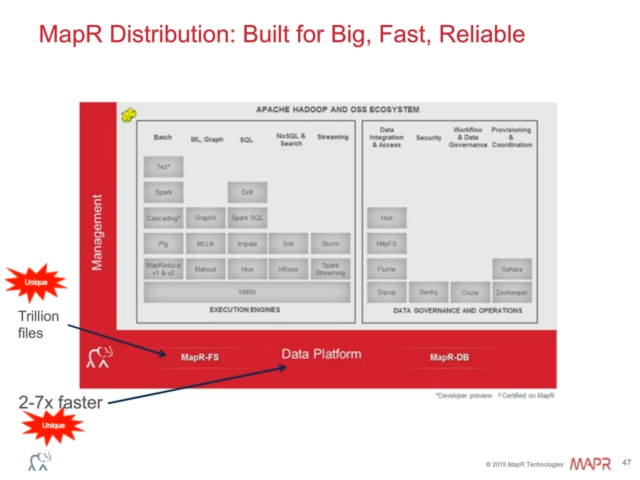 MapR Distribution: Built for Big, Fast, Reliable
APACHE HADOOP AND OSS ECOSYSTEM
Management
Batch
ML, Graph
SQL
NoSQL &
Search
Streaming
Data
Integration
& Access
Security
Workflow
& Data
Governance
Provisioning
&
Coordination
Tez*
Spark
Drill
Cascading‡
GraphX
Spark SQL
Hue
Pig
MLLib
Impala
Solr
Storm
HttpFS
MapReduce
v1 & v2
Mahout
Hive
HBase
Spark
Streaming
Flume
Sahara
YARN
Sqoop
Sentry
Oozie
ZooKeeper
EXECUTION ENGINES
DATA GOVERNANCE AND OPERATIONS
Unique
Trillion
files
MapR-FS
Data Platform
MapR-DB
2-7x faster
Unique
*Developer preview ‡ Certified on MapR
© 2015 MapR Technologies
MAPR
47